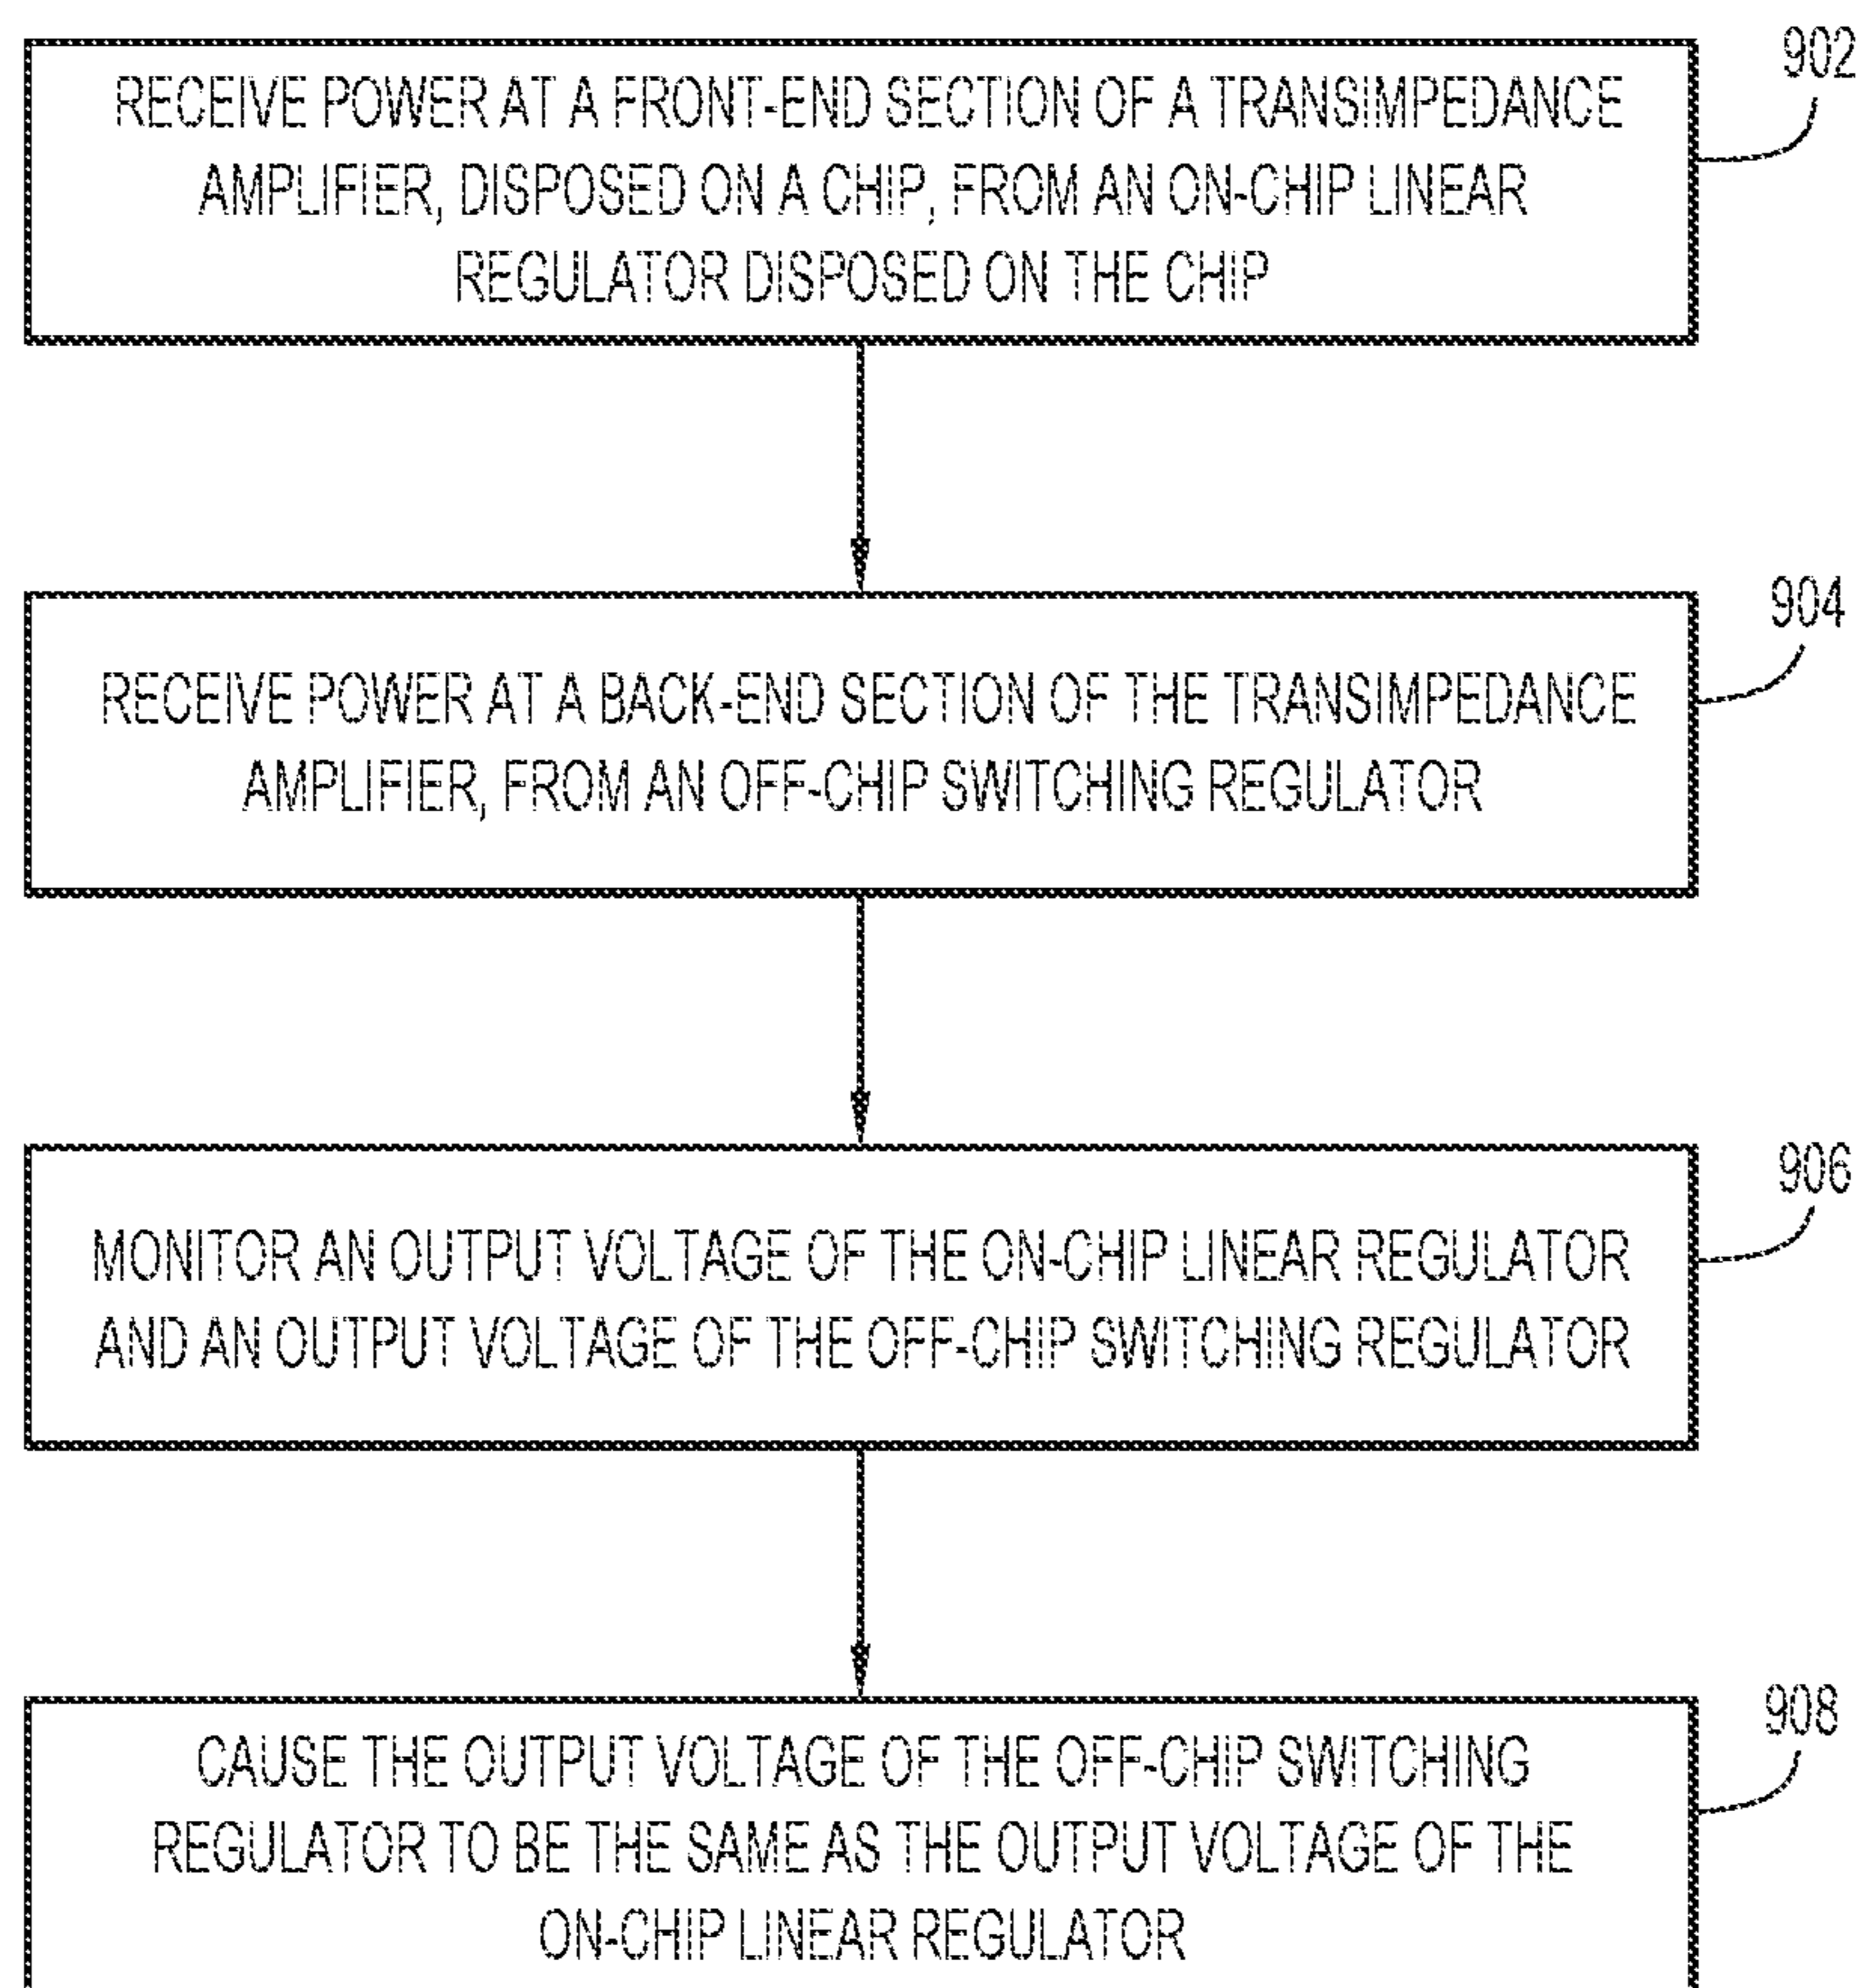 902
RECEIVE POWER AT A FRONT-END SECTION OF A TRANSIMPEDANCE
AMPLIFIER, DISPOSED ON A CHIP, FROM AN ON-CHIP LINEAR
REGULATOR DISPOSED ON THE CHIP
904
RECEIVE POWER AT A BACK-END SECTION OF THE TRANSIMPEDANCE
AMPLIFIER, FROM AN OFF-CHIP SWITCHING REGULATOR
906
MONITOR AN OUTPUT VOLTAGE OF THE ON-CHIP LINEAR REGULATOR
AND AN OUTPUT VOLTAGE OF THE OFF-CHIP SWITCHING REGULATOR
908
CAUSE THE OUTPUT VOLTAGE OF THE OFF-CHIP SWITCHING
REGULATOR TO BE THE SAME AS THE OUTPUT VOLTAGE OF THE
ON-CHIP LINEAR REGULATOR